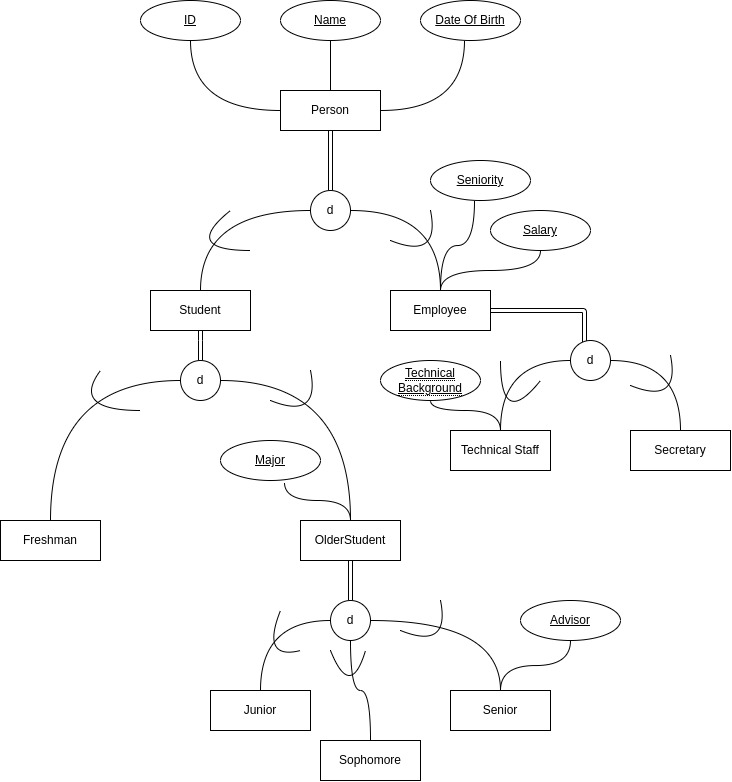 ID
Name
Date Of Birth
Person
d
Seniority
Salary
Student
Employee
d
d
Technical
Background
Technical Staff
Secretary
Major
Freshman
OlderStudent
d
Advisor
Junior
Senior
Sophomore